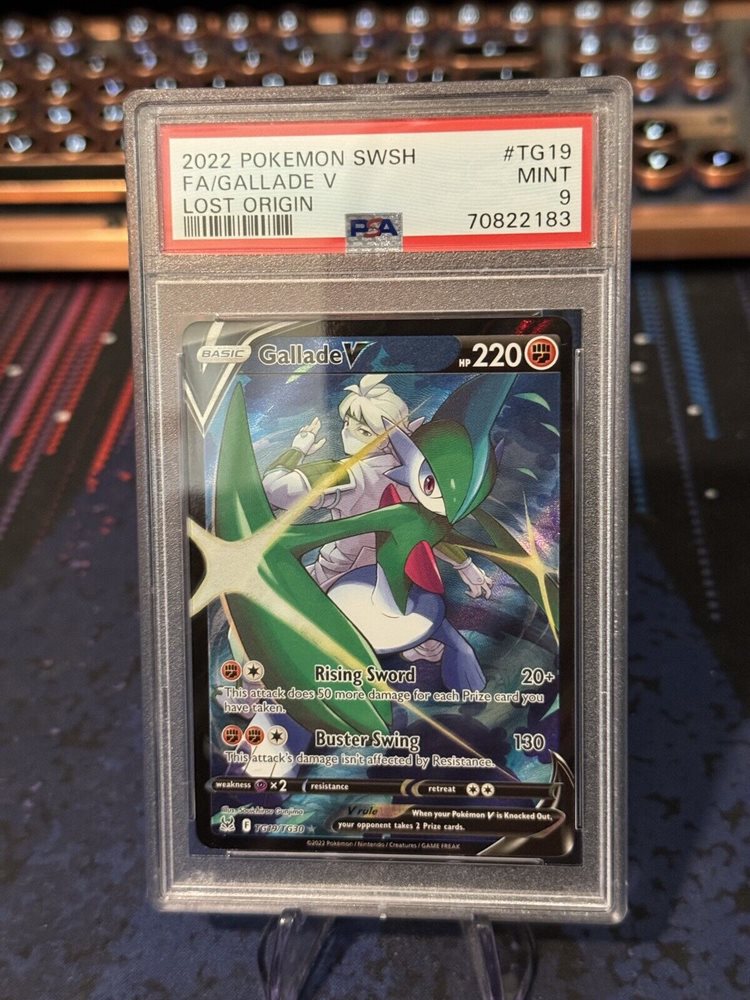 2022 POKEMON SWSH #TG19
FA/GALLADE V MINT
LOST ORIGIN 9
PSA 70822183
BASIC Gallade V HP 220
Rising Sword 20+
This attack does 50 more damage for each Prize card you
have taken.
Buster Swing 130
This attack's damage isn't affected by Resistance.
weakness ×2 resistance retreat
Illus. Souichirou Gunjima
V rule When your Pokémon V is Knocked Out,
your opponent takes 2 Prize cards.
F TG19/TG30
©2022 Pokémon / Nintendo / Creatures / GAME FREAK